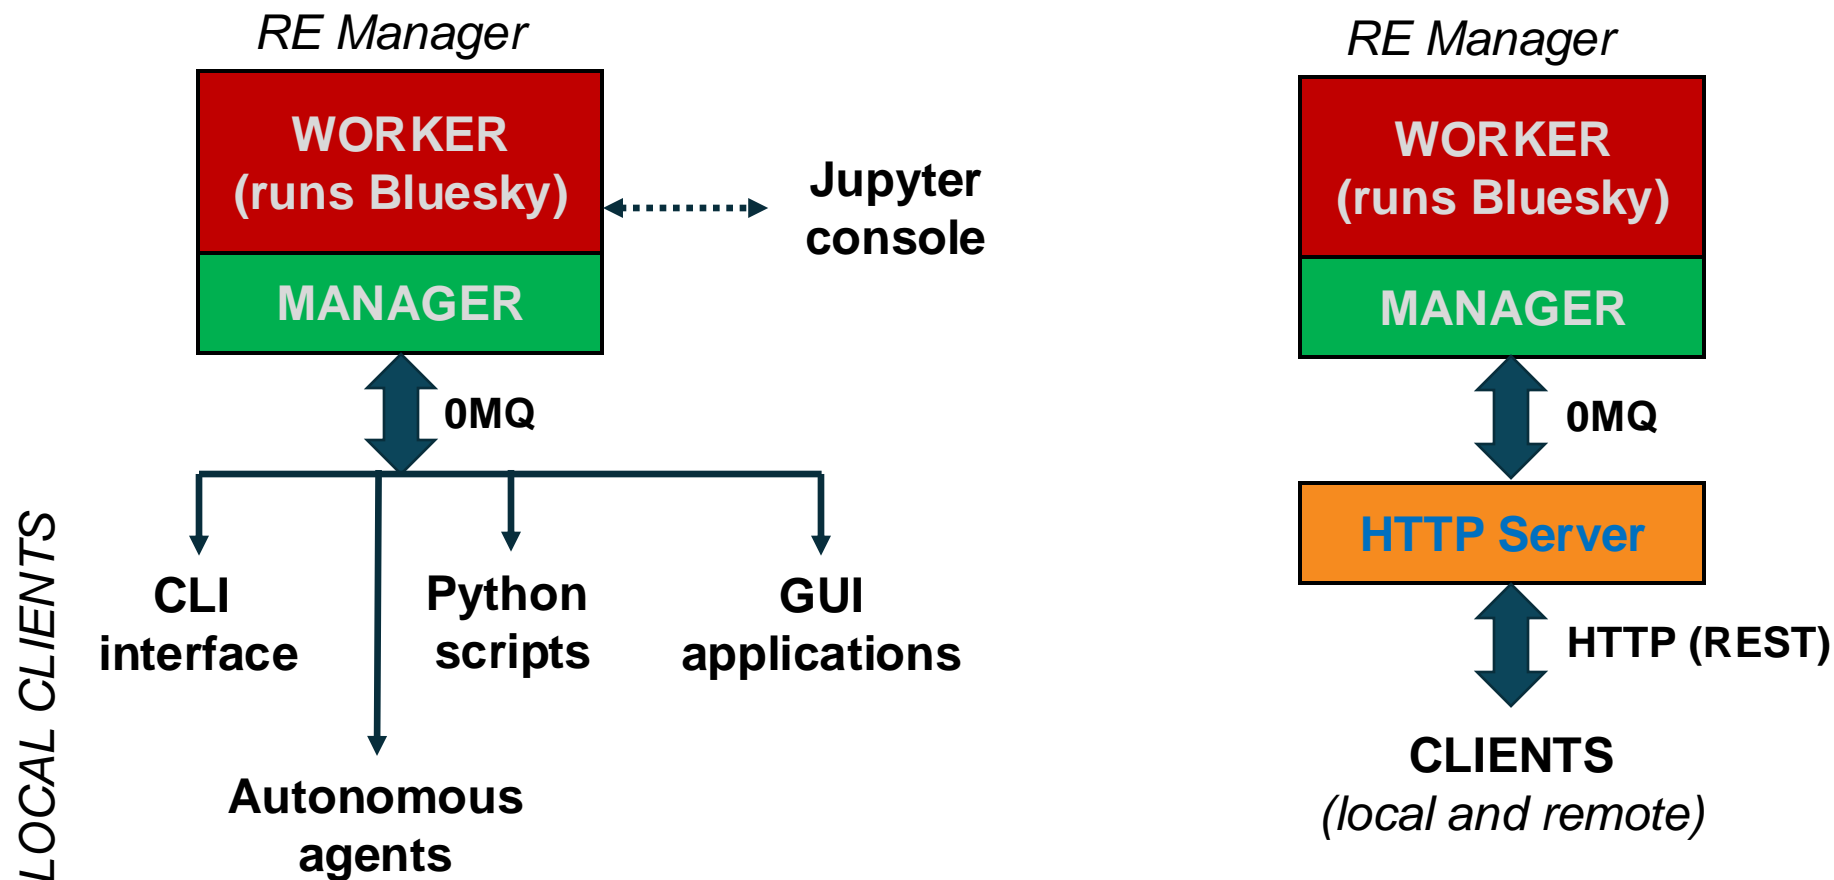 RE Manager
WORKER
(runs Bluesky)
MANAGER
Jupyter
console
0MQ
LOCAL CLIENTS
CLI
interface
Python
scripts
GUI
applications
Autonomous
agents
RE Manager
WORKER
(runs Bluesky)
MANAGER
0MQ
HTTP Server
HTTP (REST)
CLIENTS
(local and remote)